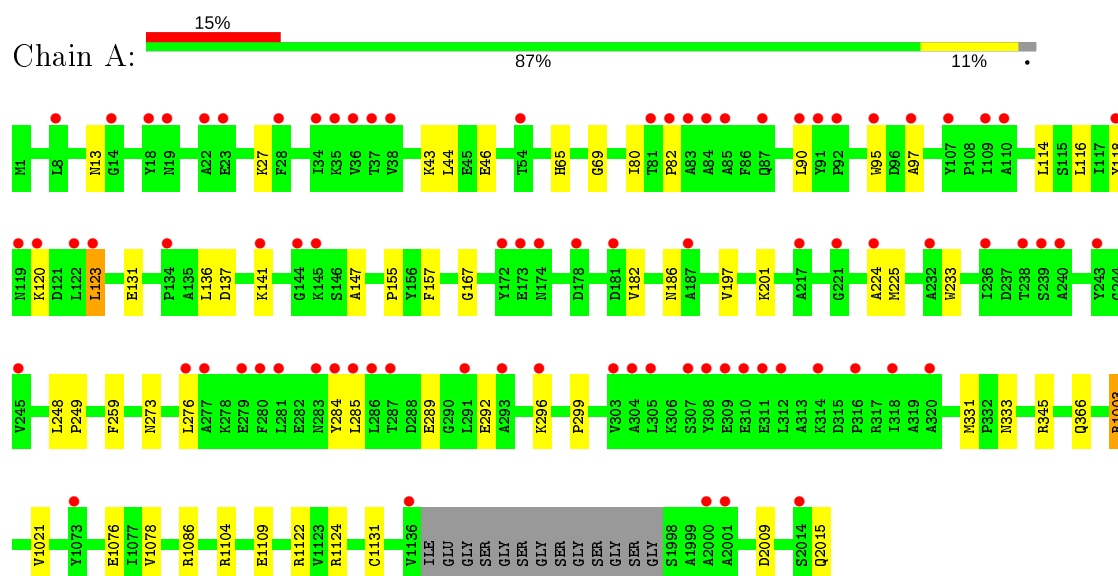 15%
Chain A:
87% 11% •
M1 L8 N13 G14 Y18 N19 A22 E23 K27 F28 I34 K35 V36 T37 V38 K43 L44 E45 E46 T54 H65 G69 I80 T81 P82 A83 A84 A85 F86 Q87 L90 Y91 P92 W95 D96 A97 Y107 P108 I109 A110 L114 S115 L116 I117 Y118
N119 K120 D121 L122 L123 E131 P134 A135 L136 D137 K141 G144 K145 S146 A147 P155 Y156 F157 G167 Y172 E173 N174 D178 D181 V182 N186 A187 V197 K201 A217 G221 A224 M225 A232 W233 I236 D237 T238 S239 A240 Y243 G244
V245 L248 P249 F259 N273 L276 A277 K278 E279 F280 L281 E282 N283 Y284 L285 L286 T287 D288 E289 G290 L291 E292 A293 K296 P299 V303 A304 L305 K306 S307 Y308 E309 E310 E311 L312 A313 K314 D315 P316 R317 I318 A319 A320 M331 P332 N333 R345 Q366 R1003
V1021 Y1073 E1076 I1077 V1078 R1086 R1104 E1109 R1122 V1123 R1124 C1131 V1136 ILE GLU GLY SER GLY GLY SER GLY SER GLY GLY SER GLY S1998 A1999 A2000 A2001 D2009 S2014 Q2015